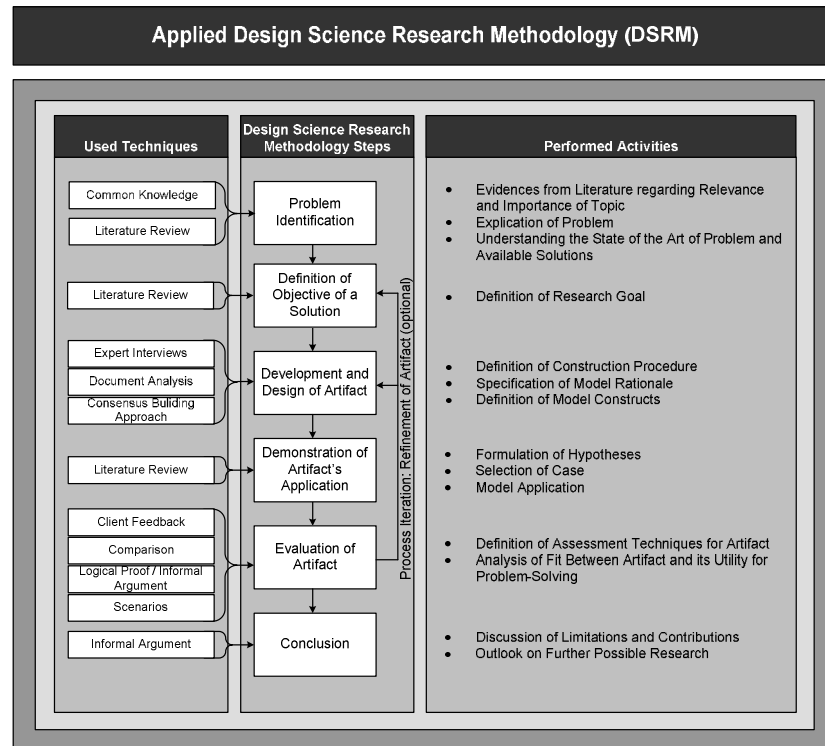 Applied Design Science Research Methodology (DSRM)
Used Techniques
Design Science Research
Methodology Steps
Performed Activities
Common Knowledge
Literature Review
Problem
Identification
• Evidences from Literature regarding Relevance
and Importance of Topic
• Explication of Problem
• Understanding the State of the Art of Problem and
Available Solutions
Literature Review
Definition of
Objective of a
Solution
• Definition of Research Goal
Expert Interviews
Document Analysis
Consensus Buliding
Approach
Development and
Design of Artifact
• Definition of Construction Procedure
• Specification of Model Rationale
• Definition of Model Constructs
Literature Review
Demonstration of
Artifact's
Application
• Formulation of Hypotheses
• Selection of Case
• Model Application
Client Feedback
Comparison
Logical Proof / Informal
Argument
Scenarios
Evaluation of
Artifact
• Definition of Assessment Techniques for Artifact
• Analysis of Fit Between Artifact and its Utility for
Problem-Solving
Informal Argument
Conclusion
• Discussion of Limitations and Contributions
• Outlook on Further Possible Research
Process Iteration: Refinement of Artifact (optional)